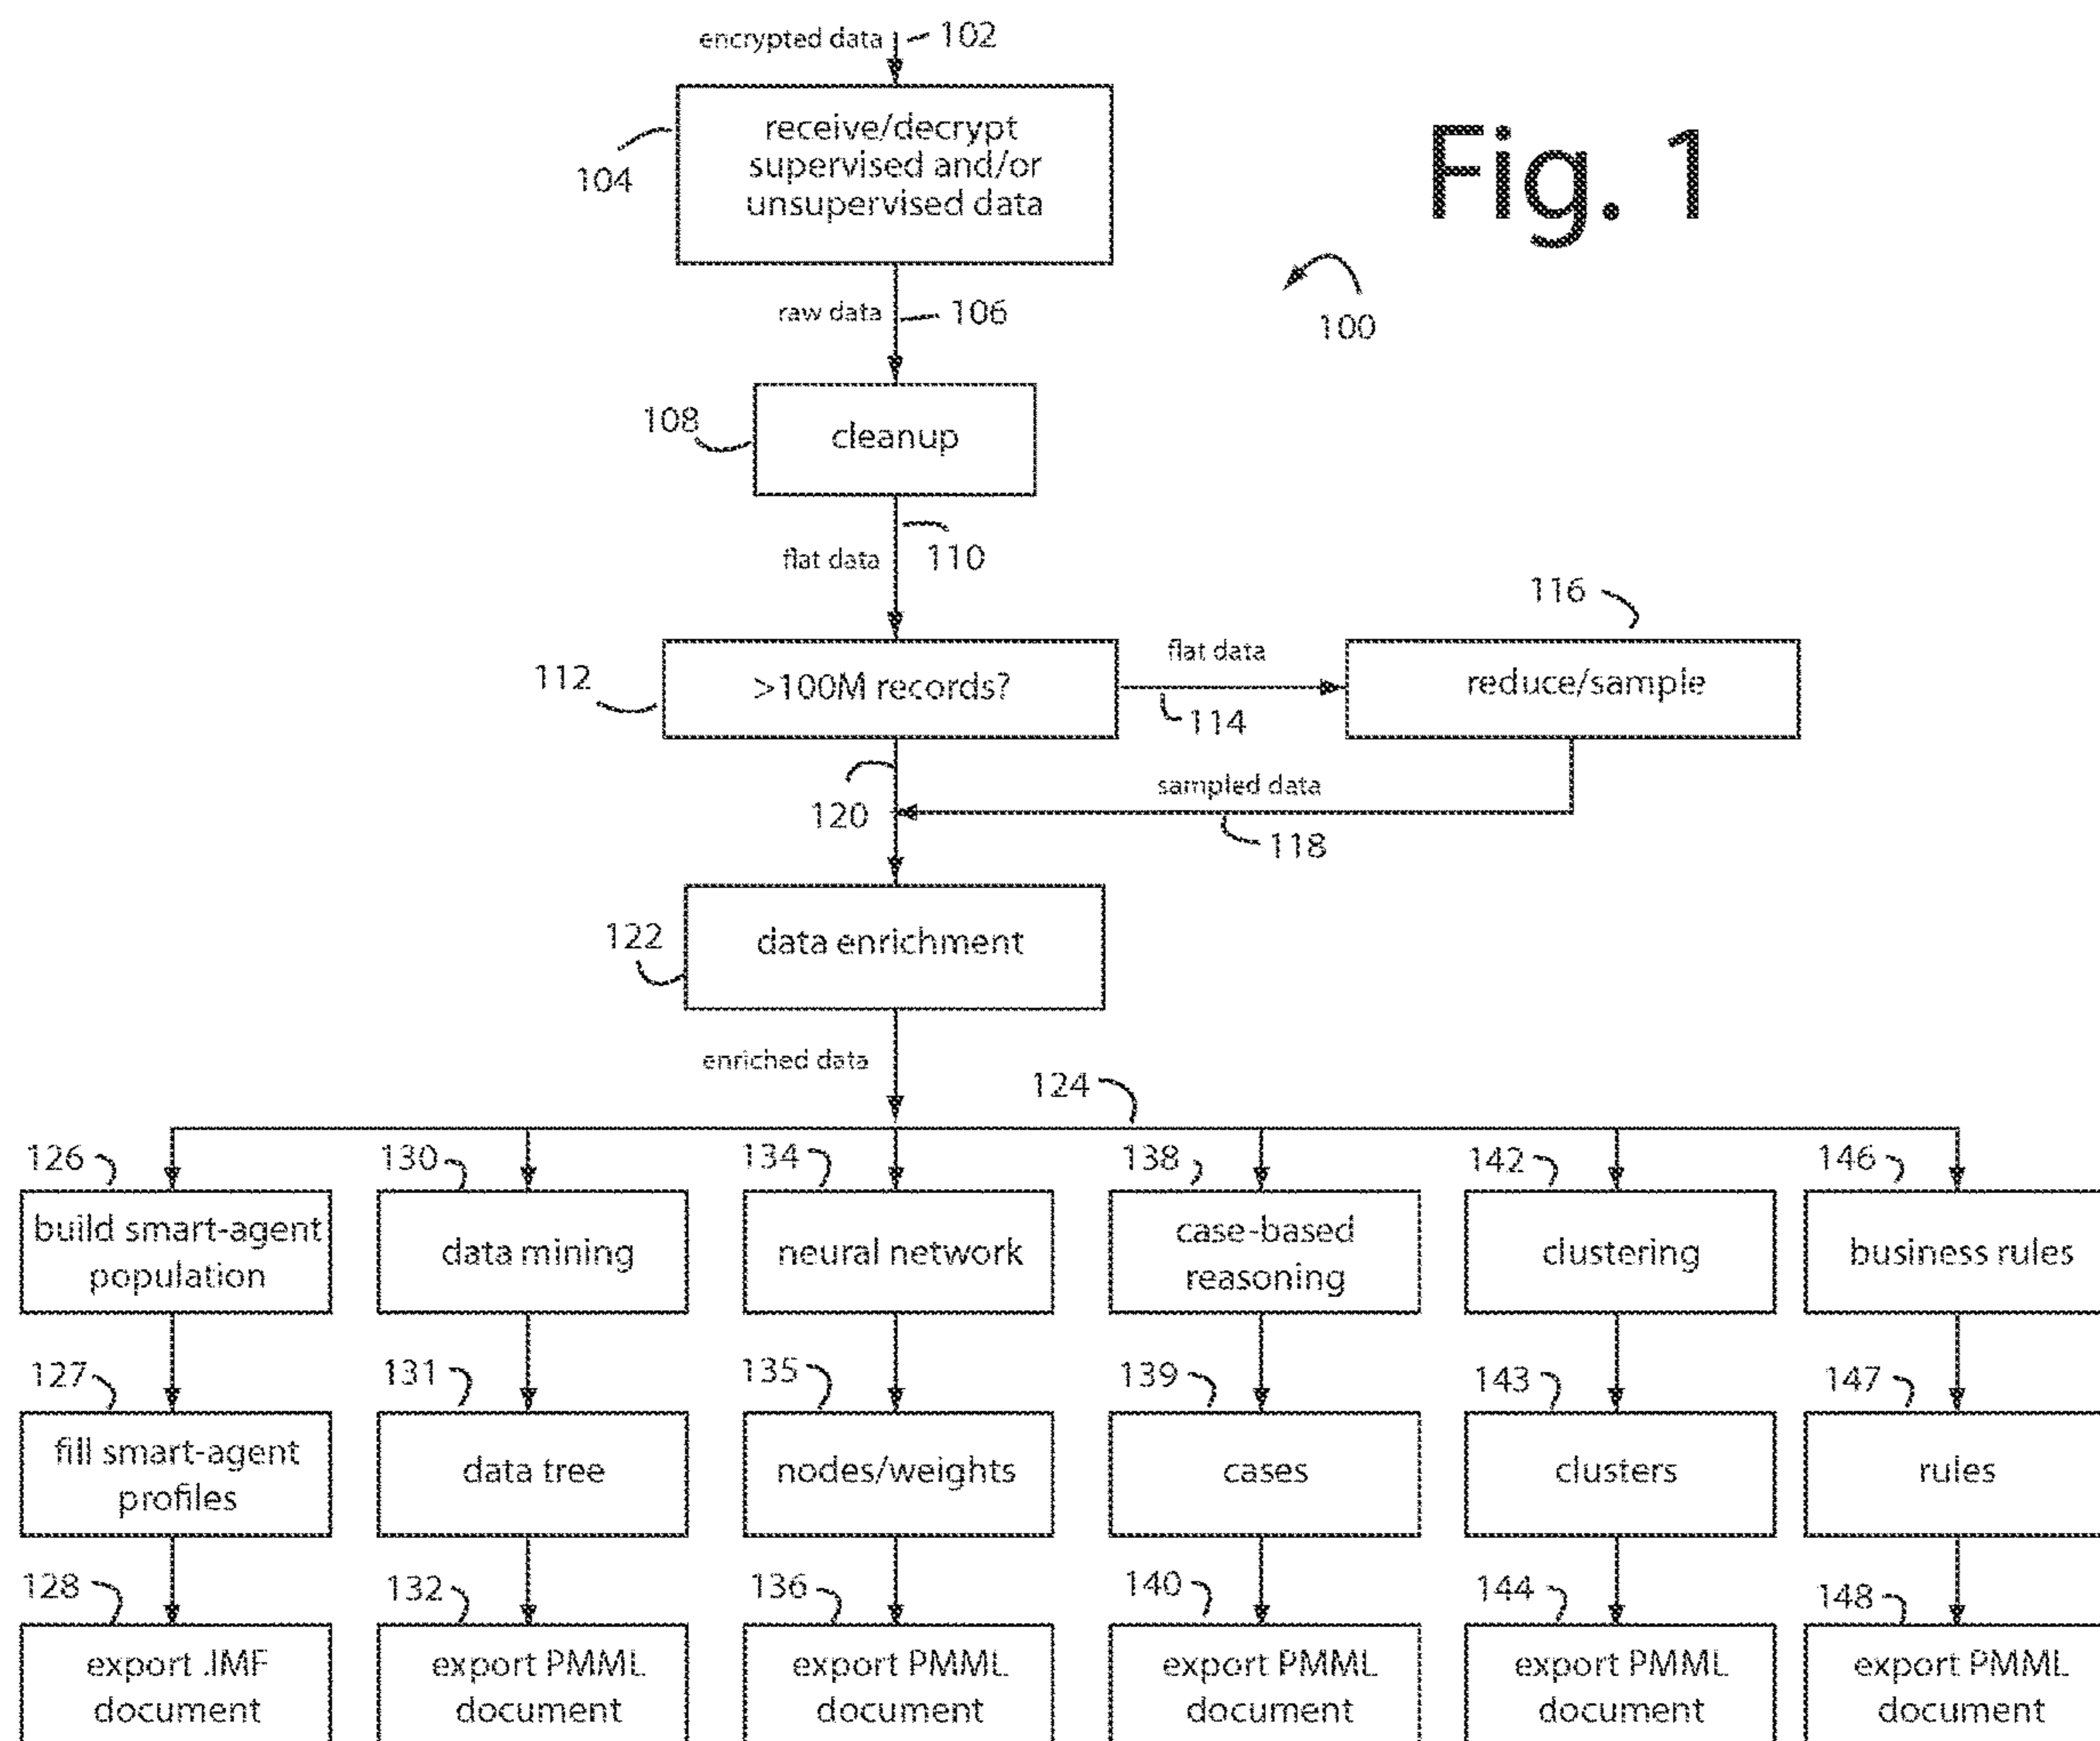 encrypted data
102
Fig. 1
receive/decrypt
supervised and/or
unsupervised data
104
raw data
106
100
108
cleanup
flat data
110
116
112
>100M records?
flat data
114
reduce/sample
120
sampled data
118
122
data enrichment
enriched data
124
126
130
134
138
142
146
build smart-agent
population
data mining
neural network
case-based
reasoning
clustering
business rules
127
131
135
139
143
147
fill smart-agent
profiles
data tree
nodes/weights
cases
clusters
rules
128
132
136
140
144
148
export .IMF
document
export PMML
document
export PMML
document
export PMML
document
export PMML
document
export PMML
document